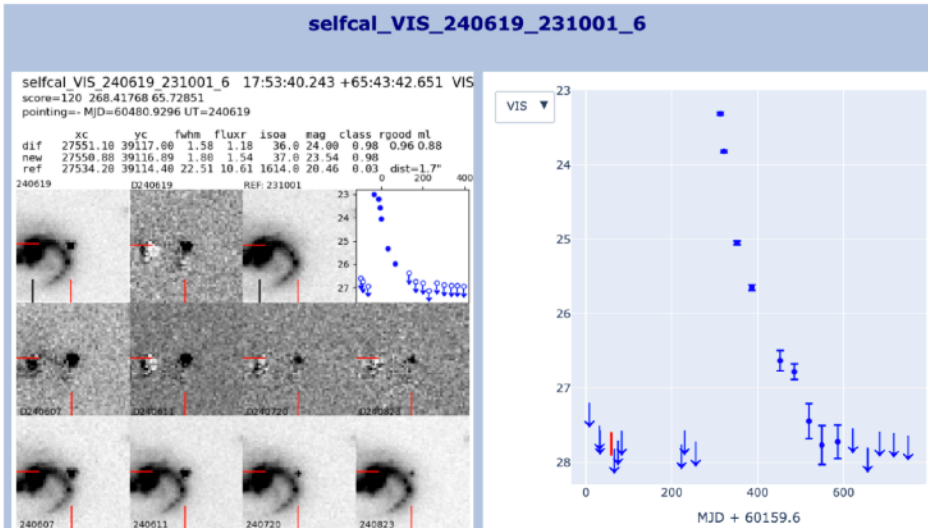 selfcal_VIS_240619_231001_6
selfcal_VIS_240619_231001_6 17:53:40.243 +65:43:42.651 VIS
score=120 268.41768 65.72851
pointing=- MJD=60480.9296 UT=240619
xc yc fwhm fluxr isoa mag class rgood ml
dif 27551.10 39117.00 1.58 1.18 36.0 24.00 0.98 0.96 0.88
new 27550.88 39116.89 1.80 1.54 37.0 23.54 0.98
ref 27534.20 39114.40 22.51 10.61 1614.0 20.46 0.03 dist=1.7"
240619 D240619 REF: 231001
0 200 400
23
24
25
26
27
D240607 D240611 D240720 D240823
240607 240611 240720 240823
VIS ▼
23
24
25
26
27
28
0 200 400 600
MJD + 60159.6